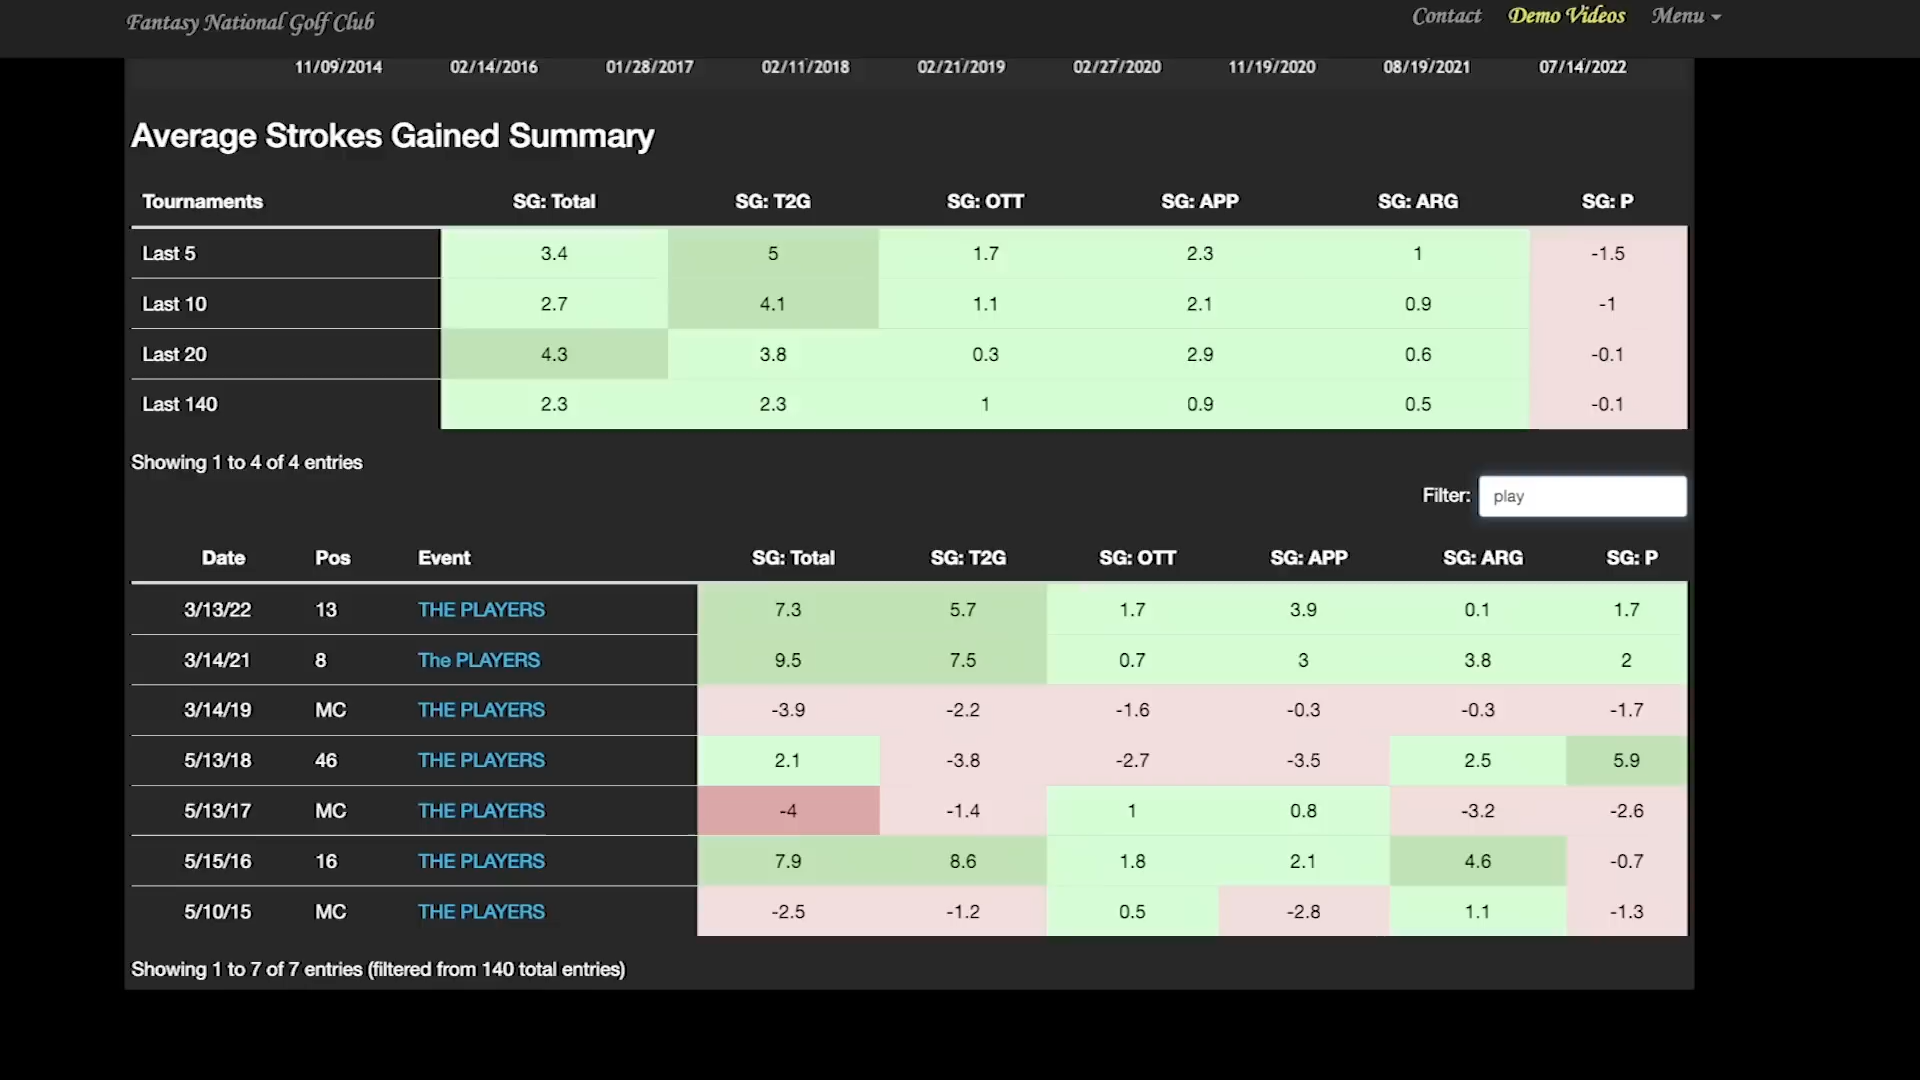 Fantasy National Golf Club Contact Demo Videos Menu
11/09/2014 02/14/2016 01/28/2017 02/11/2018 02/21/2019 02/27/2020 11/19/2020 08/19/2021 07/14/2022
Average Strokes Gained Summary
Tournaments SG: Total SG: T2G SG: OTT SG: APP SG: ARG SG: P
Last 5 3.4 5 1.7 2.3 1 -1.5
Last 10 2.7 4.1 1.1 2.1 0.9 -1
Last 20 4.3 3.8 0.3 2.9 0.6 -0.1
Last 140 2.3 2.3 1 0.9 0.5 -0.1
Showing 1 to 4 of 4 entries
Filter: play
Date Pos Event SG: Total SG: T2G SG: OTT SG: APP SG: ARG SG: P
3/13/22 13 THE PLAYERS 7.3 5.7 1.7 3.9 0.1 1.7
3/14/21 8 The PLAYERS 9.5 7.5 0.7 3 3.8 2
3/14/19 MC THE PLAYERS -3.9 -2.2 -1.6 -0.3 -0.3 -1.7
5/13/18 46 THE PLAYERS 2.1 -3.8 -2.7 -3.5 2.5 5.9
5/13/17 MC THE PLAYERS -4 -1.4 1 0.8 -3.2 -2.6
5/15/16 16 THE PLAYERS 7.9 8.6 1.8 2.1 4.6 -0.7
5/10/15 MC THE PLAYERS -2.5 -1.2 0.5 -2.8 1.1 -1.3
Showing 1 to 7 of 7 entries (filtered from 140 total entries)